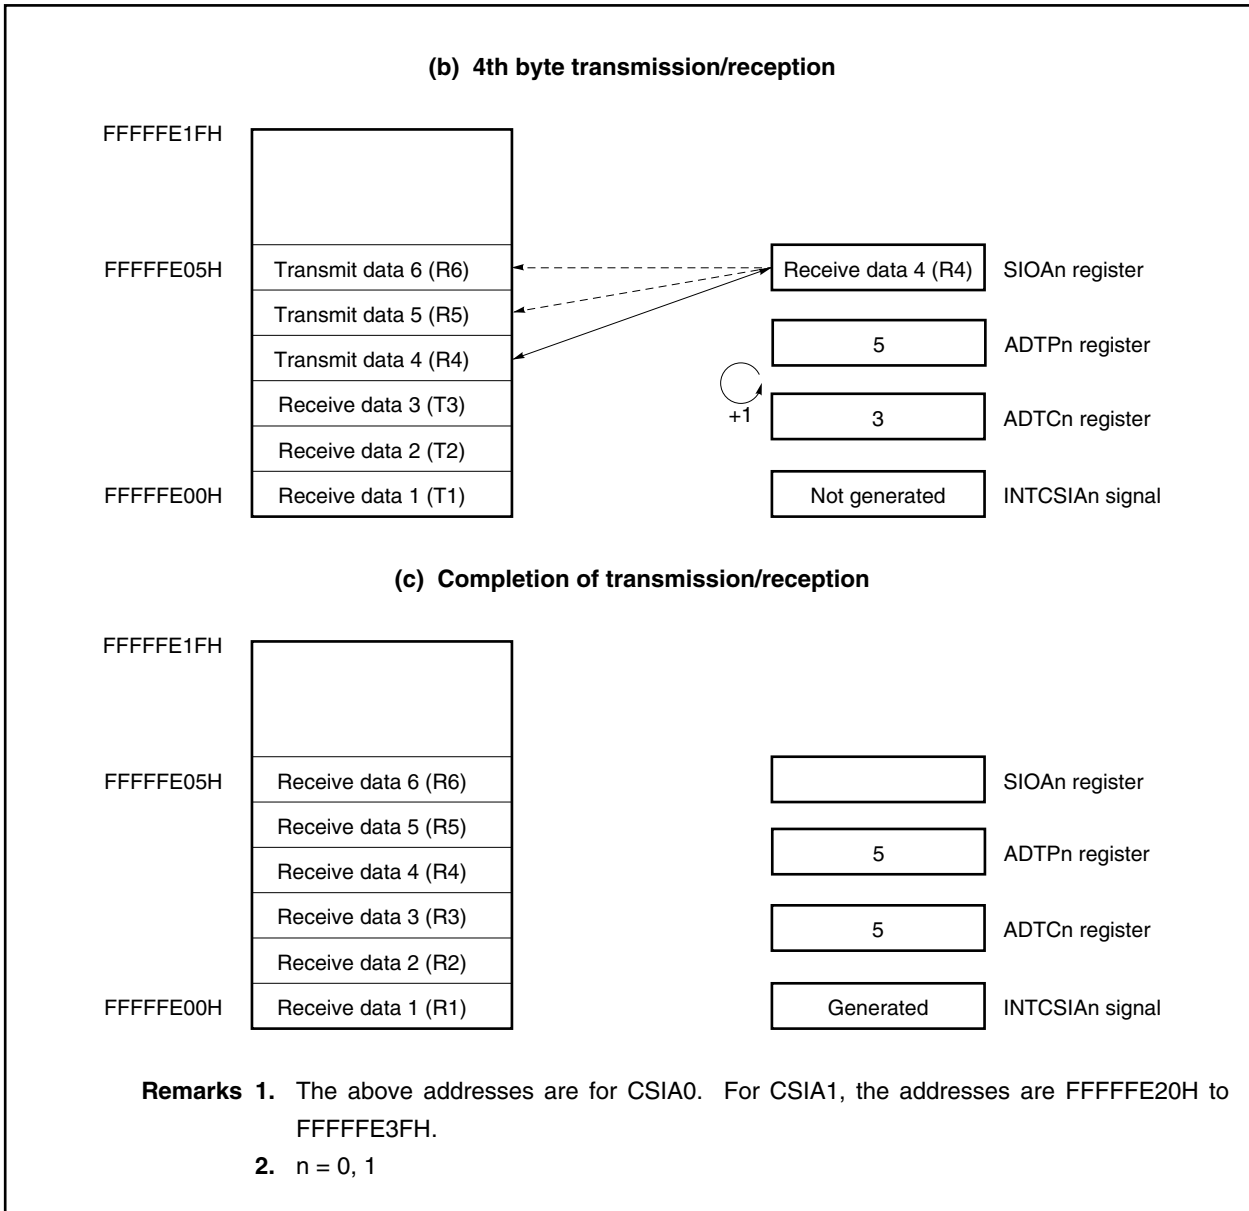 (b) 4th byte transmission/reception
FFFFFE1FH
FFFFFE05H Transmit data 6 (R6) Receive data 4 (R4) SIOAn register
Transmit data 5 (R5)
5 ADTPn register
Transmit data 4 (R4)
Receive data 3 (T3)
+1 3 ADTCn register
Receive data 2 (T2)
FFFFFE00H Receive data 1 (T1) Not generated INTCSIAn signal
(c) Completion of transmission/reception
FFFFFE1FH
FFFFFE05H Receive data 6 (R6) SIOAn register
Receive data 5 (R5)
5 ADTPn register
Receive data 4 (R4)
Receive data 3 (R3)
5 ADTCn register
Receive data 2 (R2)
FFFFFE00H Receive data 1 (R1) Generated INTCSIAn signal
Remarks 1. The above addresses are for CSIA0. For CSIA1, the addresses are FFFFFE20H to
FFFFFE3FH.
2. n = 0, 1